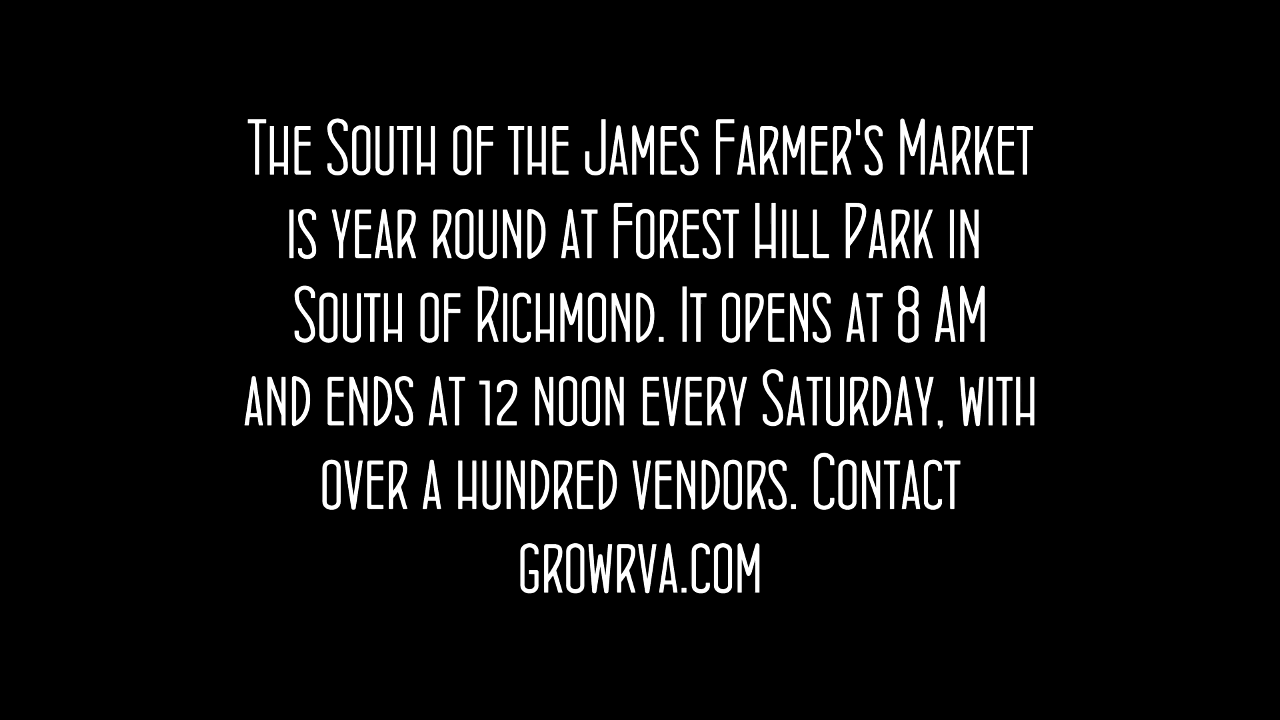 The South of the James Farmer's Market
is year round at Forest Hill Park in
South of Richmond. It opens at 8 AM
and ends at 12 noon every Saturday, with
over a hundred vendors. Contact
growrva.com